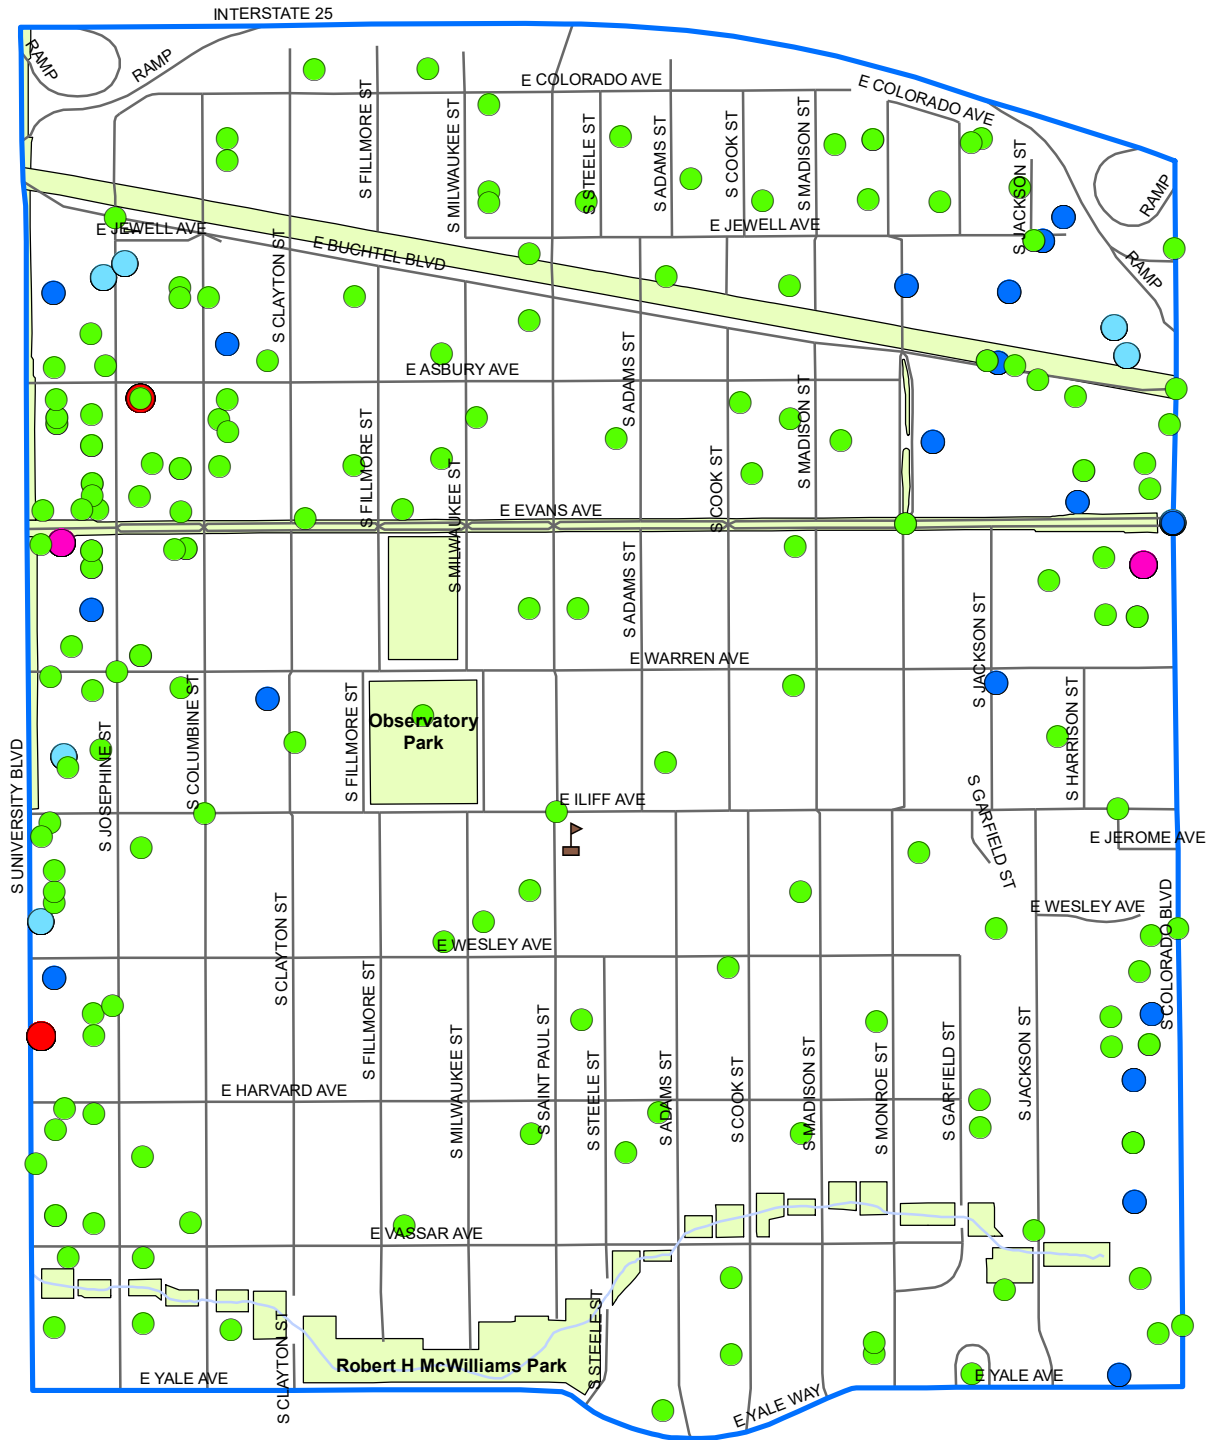 INTERSTATE 25
RAMP
RAMP
E COLORADO AVE
E COLORADO AVE
S FILLMORE ST
S MILWAUKEE ST
S STEELE ST
S ADAMS ST
S COOK ST
S MADISON ST
S JACKSON ST
RAMP
E JEWELL AVE
E JEWELL AVE
E BUCHTEL BLVD
S CLAYTON ST
RAMP
E ASBURY AVE
S ADAMS ST
S MADISON ST
S FILLMORE ST
S MILWAUKEE ST
S COOK ST
E EVANS AVE
S ADAMS ST
S JACKSON ST
E WARREN AVE
S COLUMBINE ST
S JOSEPHINE ST
S FILLMORE ST
Observatory
Park
S HARRISON ST
S UNIVERSITY BLVD
E ILIFF AVE
S GARFIELD ST
E JEROME AVE
S CLAYTON ST
E WESLEY AVE
E WESLEY AVE
S COLORADO BLVD
S FILLMORE ST
S MILWAUKEE ST
S SAINT PAUL ST
S STEELE ST
S ADAMS ST
S COOK ST
S MADISON ST
S MONROE ST
S GARFIELD ST
S JACKSON ST
E HARVARD AVE
E VASSAR AVE
S CLAYTON ST
S STEELE ST
Robert H McWilliams Park
E YALE AVE
E YALE WAY
E YALE AVE